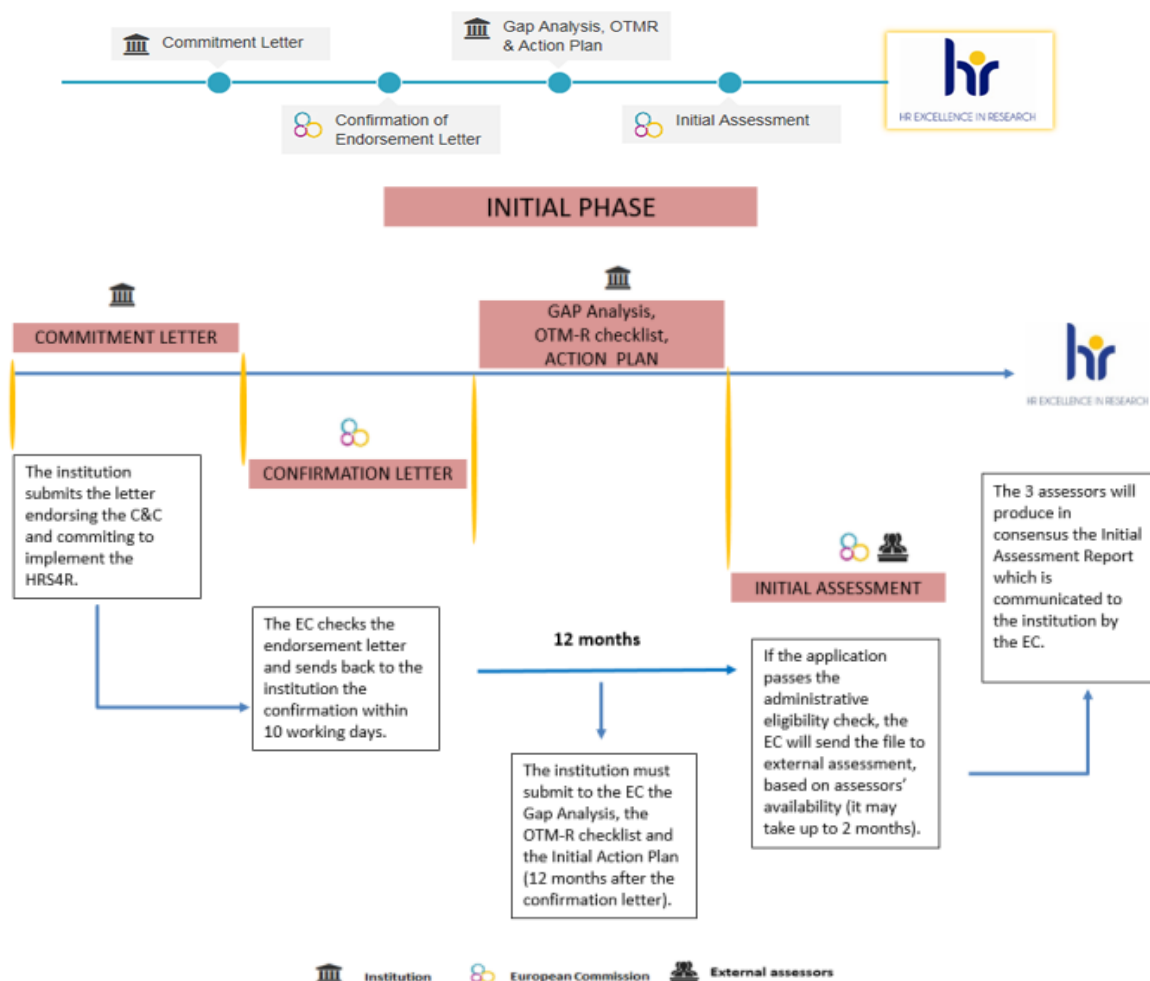 Commitment Letter
Gap Analysis, OTMR
& Action Plan
Confirmation of
Endorsement Letter
Initial Assessment
hr
HR EXCELLENCE IN RESEARCH
INITIAL PHASE
COMMITMENT LETTER
GAP Analysis,
OTM-R checklist,
ACTION PLAN
hr
HR EXCELLENCE IN RESEARCH
CONFIRMATION LETTER
The institution
submits the letter
endorsing the C&C
and commiting to
implement the
HRS4R.
The 3 assessors will
produce in
consensus the Initial
Assessment Report
which is
communicated to
the institution by
the EC.
INITIAL ASSESSMENT
The EC checks the
endorsement letter
and sends back to the
institution the
confirmation within
10 working days.
12 months
If the application
passes the
administrative
eligibility check, the
EC will send the file to
external assessment,
based on assessors'
availability (it may
take up to 2 months).
The institution must
submit to the EC the
Gap Analysis, the
OTM-R checklist and
the Initial Action Plan
(12 months after the
confirmation letter).
Institution
European Commission
External assessors